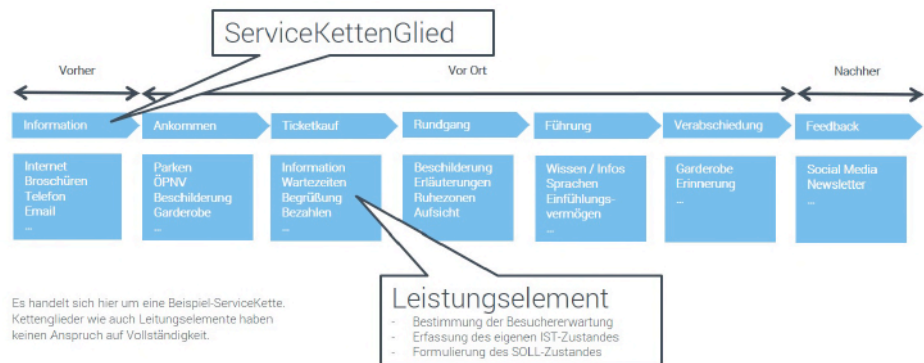 ServiceKettenGlied
Vorher
Vor Ort
Nachher
Information
Ankommen
Ticketkauf
Rundgang
Führung
Verabschiedung
Feedback
Internet
Broschüren
Telefon
Email
...
Parken
ÖPNV
Beschilderung
Garderobe
...
Information
Wartezeiten
Begrüßung
Bezahlen
...
Beschilderung
Erläuterungen
Ruhezonen
Aufsicht
...
Wissen / Infos
Sprachen
Einfühlungs-
vermögen
...
Garderobe
Erinnerung
...
Social Media
Newsletter
...
Leistungselement
- Bestimmung der Besuchererwartung
- Erfassung des eigenen IST-Zustandes
- Formulierung des SOLL-Zustandes
Es handelt sich hier um eine Beispiel-ServiceKette.
Kettenglieder wie auch Leitungselemente haben
keinen Anspruch auf Vollständigkeit.